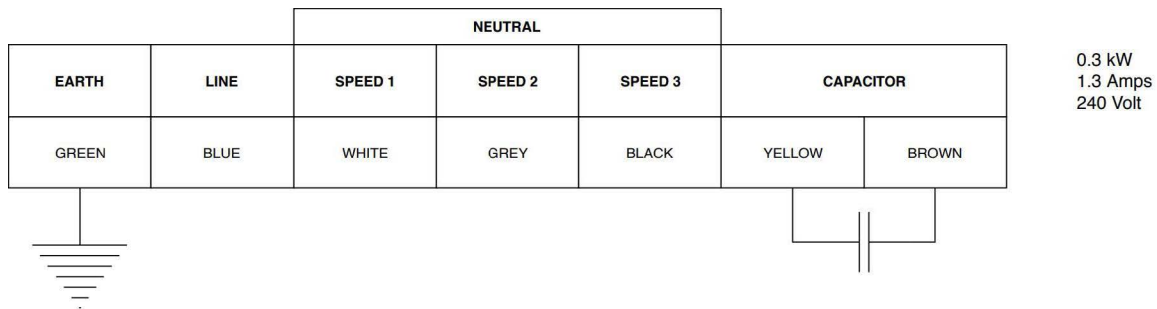 NEUTRAL
EARTH LINE SPEED 1 SPEED 2 SPEED 3 CAPACITOR
GREEN BLUE WHITE GREY BLACK YELLOW BROWN
0.3 kW
1.3 Amps
240 Volt